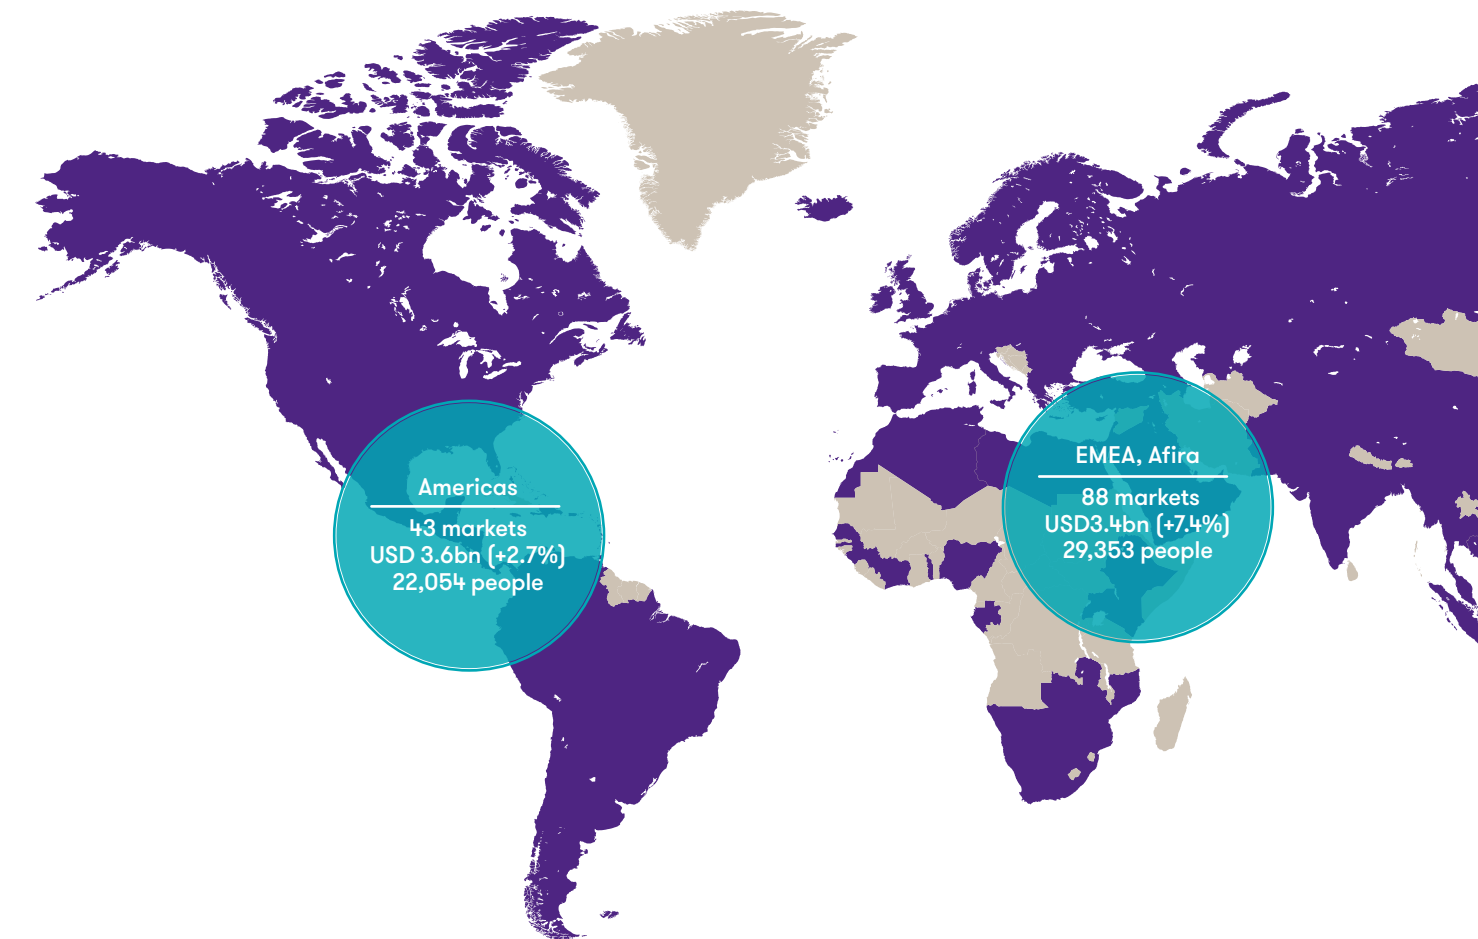 Americas
43 markets
USD 3.6bn (+2.7%)
22,054 people
EMEA, Afira
88 markets
USD3.4bn (+7.4%)
29,353 people